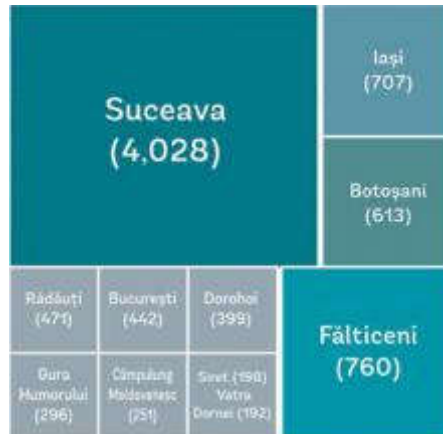 Suceava
(4,028)
Iași
(707)
Botoșani
(613)
Rădăuți
(471)
București
(442)
Dorohoi
(399)
Fălticeni
(760)
Gura
Humorului
(296)
Câmpulung
Moldovenesc
(251)
Siret (198)
Vatra
Dornei (192)